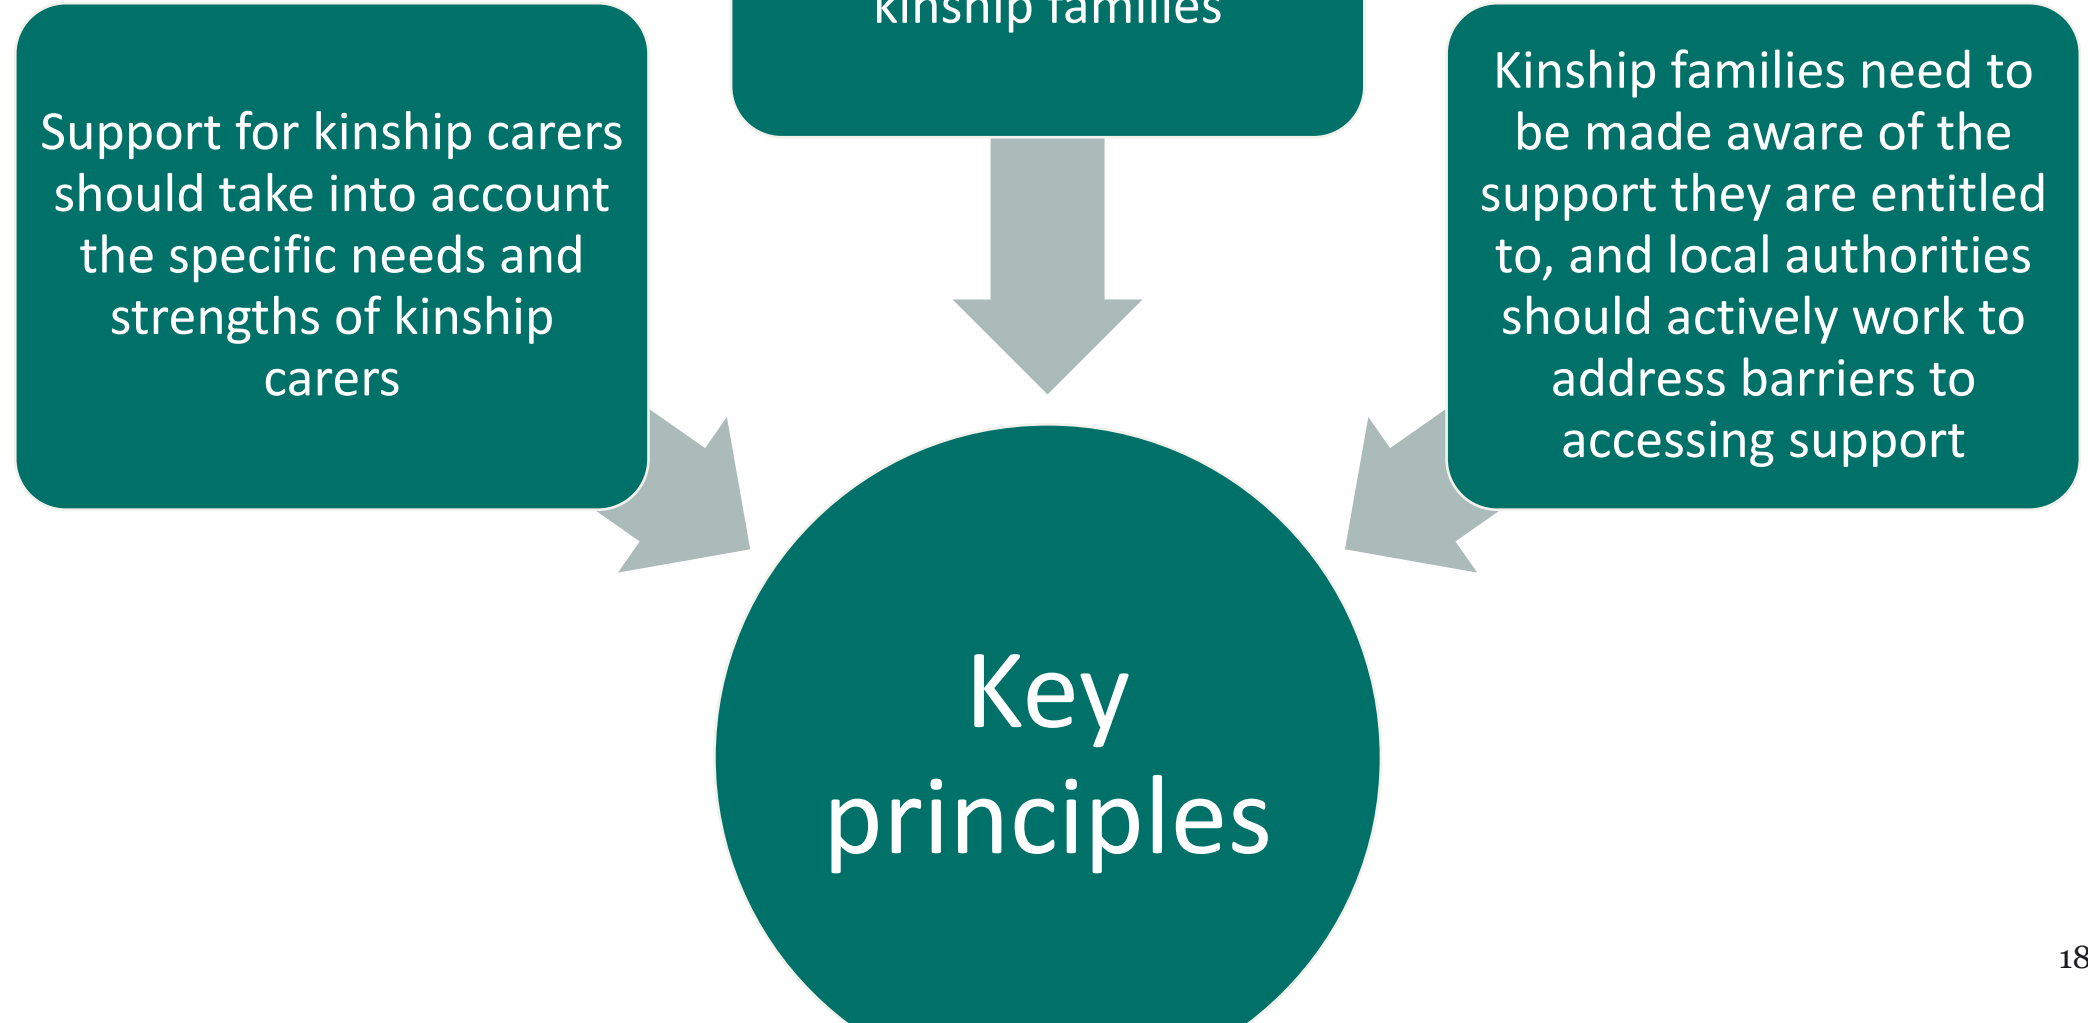 kinship families
Support for kinship carers
should take into account
the specific needs and
strengths of kinship
carers
Kinship families need to
be made aware of the
support they are entitled
to, and local authorities
should actively work to
address barriers to
accessing support
Key
principles
18